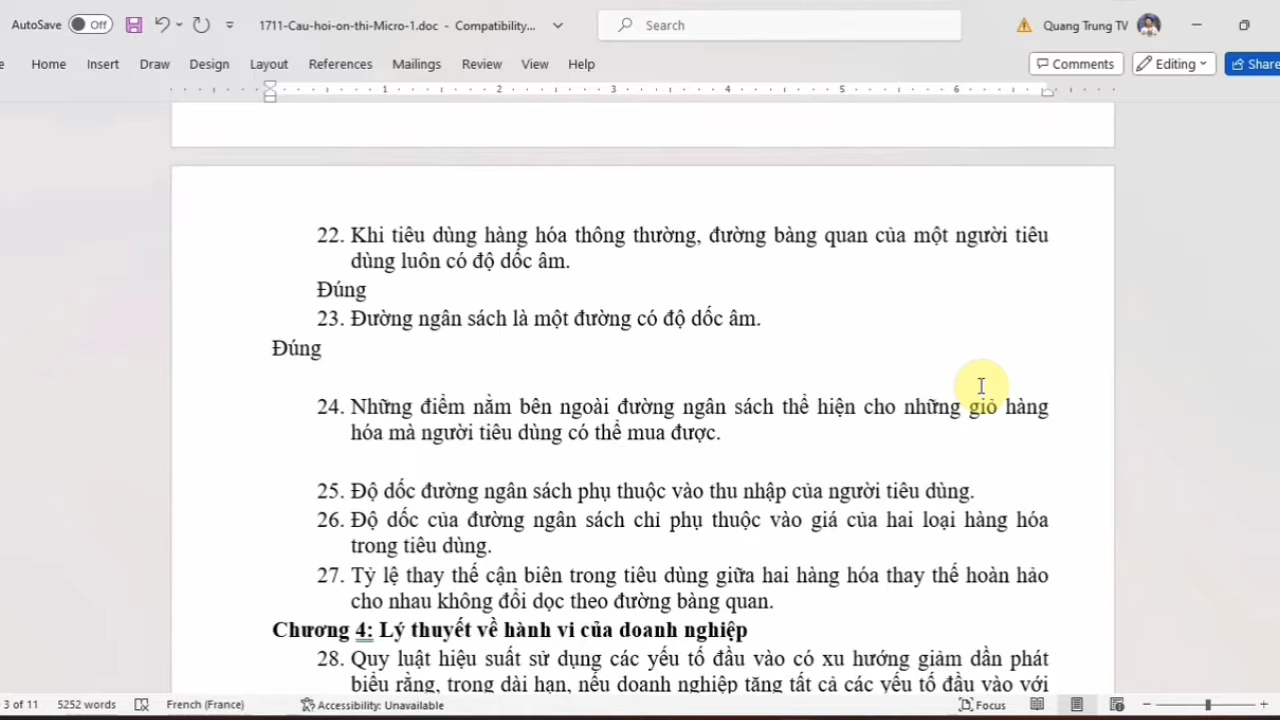 AutoSave Off 1711-Cau-hoi-on-thi-Micro-1.doc - Compatibility... Search Quang Trung TV
Home Insert Draw Design Layout References Mailings Review View Help Comments Editing Share
1 2 3 4 5 6
22. Khi tiêu dùng hàng hóa thông thường, đường bàng quan của một người tiêu
dùng luôn có độ dốc âm.
Đúng
23. Đường ngân sách là một đường có độ dốc âm.
Đúng
24. Những điểm nằm bên ngoài đường ngân sách thể hiện cho những giỏ hàng
hóa mà người tiêu dùng có thể mua được.
25. Độ dốc đường ngân sách phụ thuộc vào thu nhập của người tiêu dùng.
26. Độ dốc của đường ngân sách chỉ phụ thuộc vào giá của hai loại hàng hóa
trong tiêu dùng.
27. Tỷ lệ thay thế cận biên trong tiêu dùng giữa hai hàng hóa thay thế hoàn hảo
cho nhau không đổi dọc theo đường bàng quan.
Chương 4: Lý thuyết về hành vi của doanh nghiệp
28. Quy luật hiệu suất sử dụng các yếu tố đầu vào có xu hướng giảm dần phát
biểu rằng, trong dài hạn, nếu doanh nghiệp tăng tất cả các yếu tố đầu vào với
3 of 11 5252 words French (France) Accessibility: Unavailable Focus